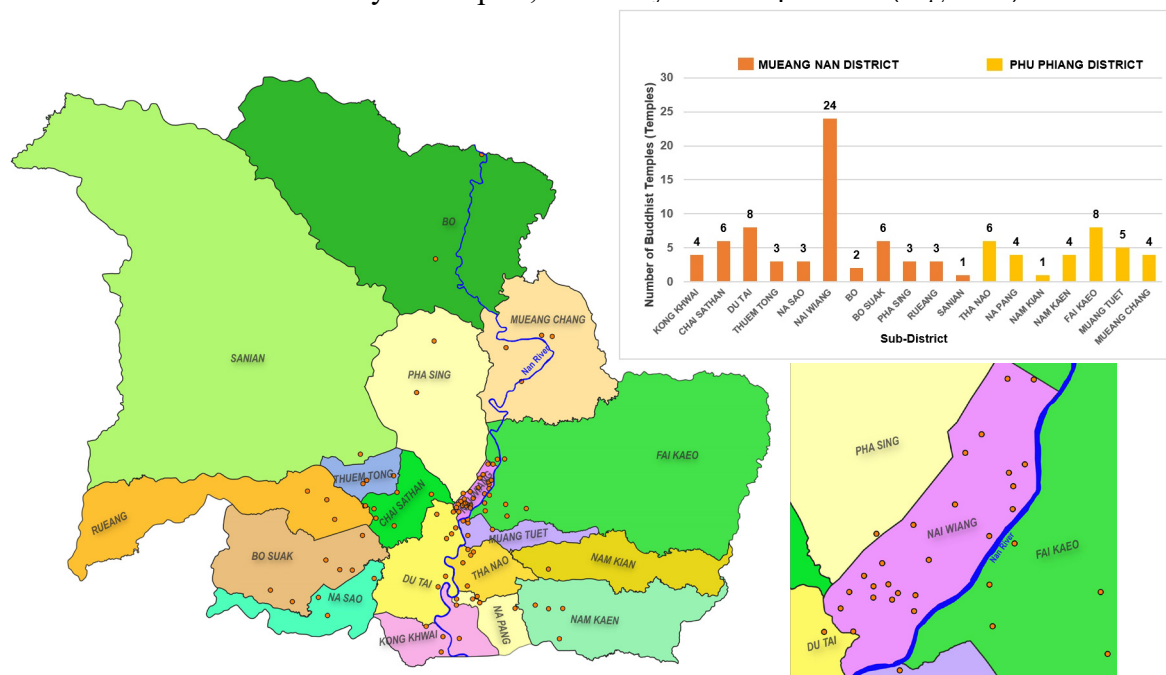 MUEANG NAN DISTRICT
PHU PHIANG DISTRICT
Number of Buddhist Temples (Temples)
30
25
20
15
10
5
0
4
6
8
3
3
24
2
6
3
3
1
6
4
1
4
8
5
4
KONG KHWAI
CHAI SATHAN
DU TAI
THUEM TONG
NA SAO
NAI WIANG
BO
BO SUAK
PHA SING
RUEANG
SANIAN
THA NAO
NA PANG
NAM KIAN
NAM KAEN
FAI KAEO
MUANG TUET
MUEANG CHANG
Sub-District
BO
MUEANG CHANG
Nan River
SANIAN
PHA SING
FAI KAEO
THUEM TONG
CHAI SATHAN
RUEANG
MUANG TUET
BO SUAK
NAM KIAN
THA NAO
DU TAI
NA SAO
NAM KAEN
NA PANG
KONG KHWAI
PHA SING
NAI WIANG
Nan River
FAI KAEO
DU TAI